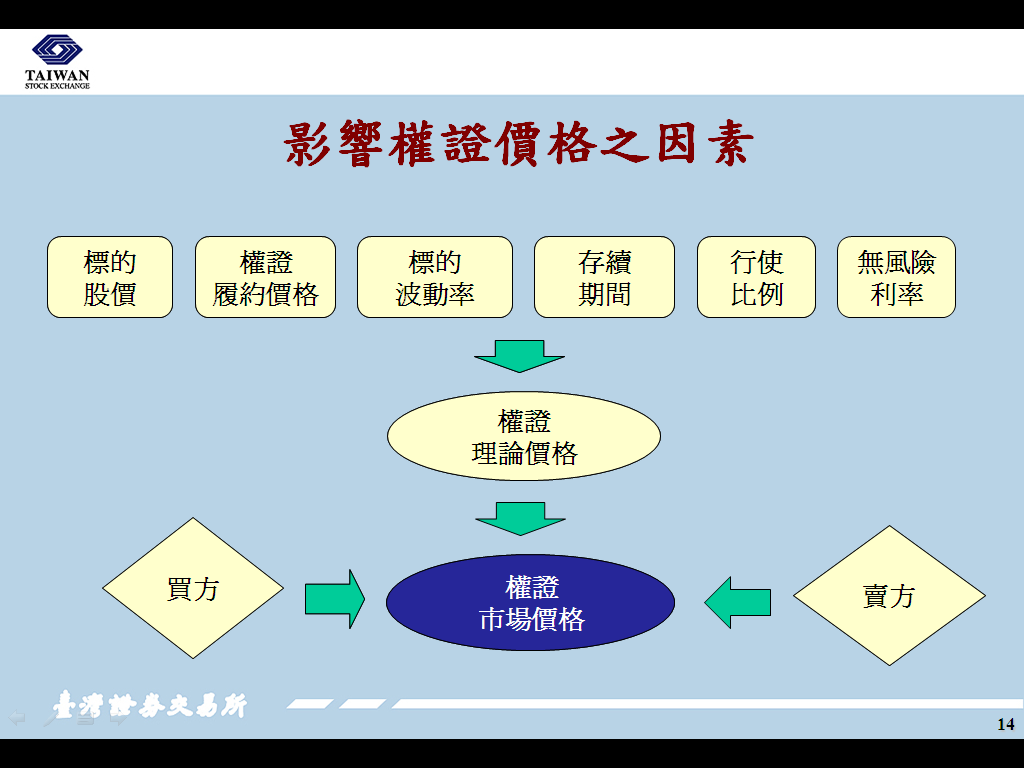 TAIWAN
STOCK EXCHANGE
影響權證價格之因素
標的
股價
權證
履約價格
標的
波動率
存續
期間
行使
比例
無風險
利率
權證
理論價格
買方
權證
市場價格
賣方
臺灣證券交易所
14